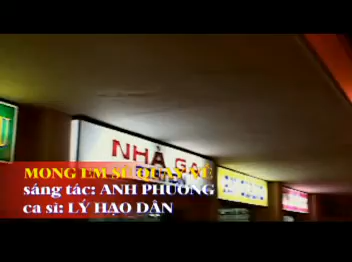 NHÀ GA
MONG EM SẼ QUAY VỀ
sáng tác: ANH PHƯƠNG
ca sĩ: LÝ HẠO DÂN